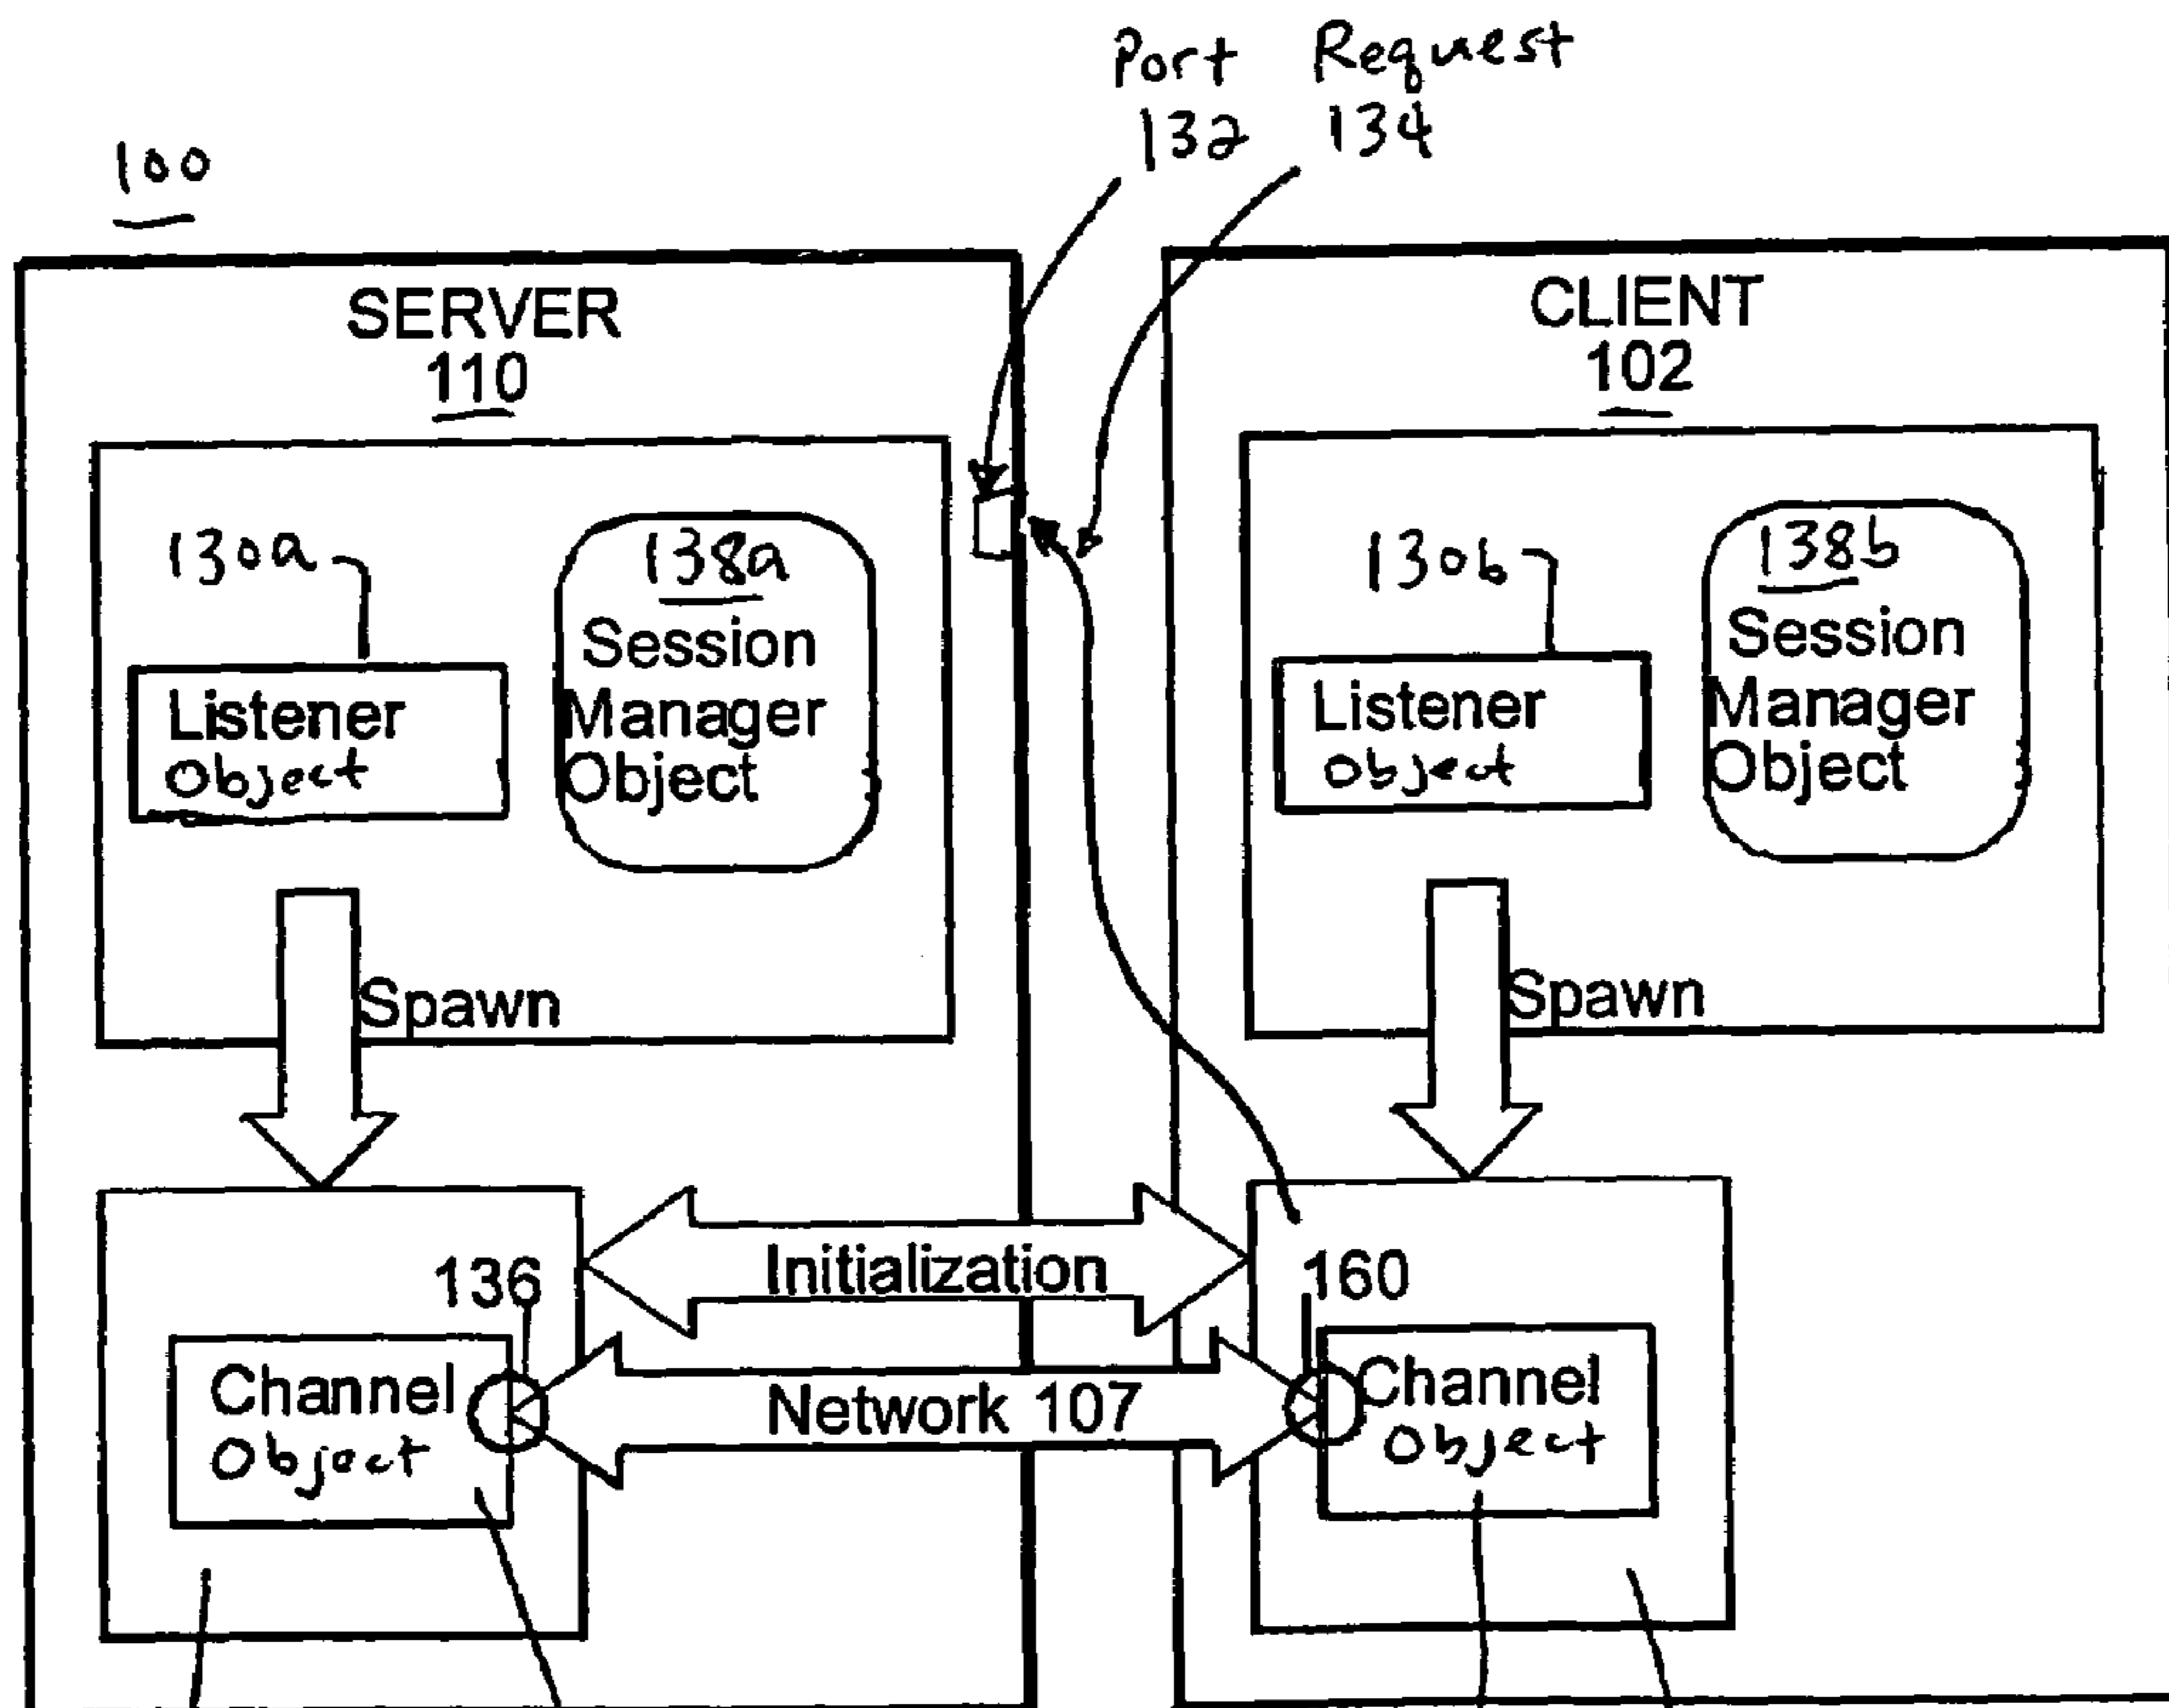 Port Request
132 134
100
SERVER
110
CLIENT
102
130a
138a
Session
Manager
Object
Listener
Object
130b
138b
Session
Manager
Object
Listener
Object
Spawn
Spawn
Initialization
136
160
Network 107
Channel
Object
Channel
Object